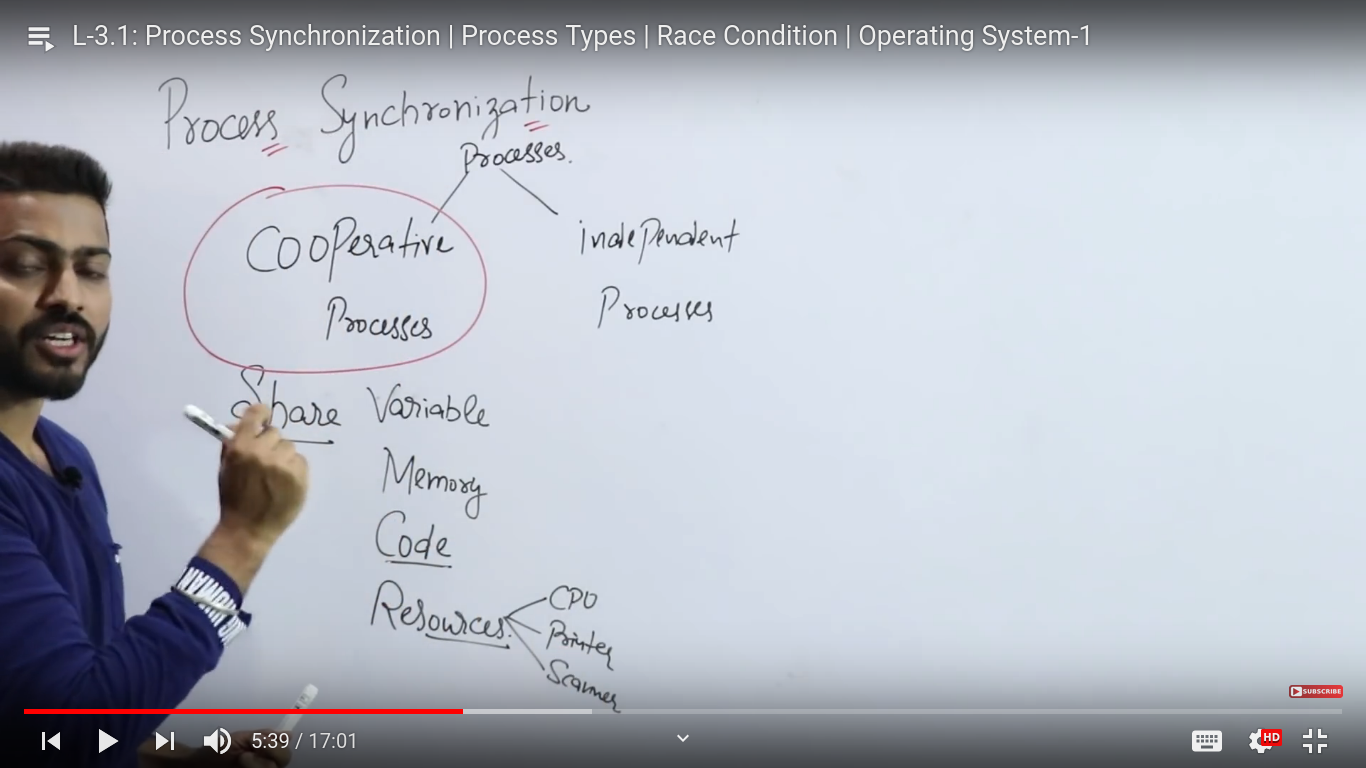 L-3.1: Process Synchronization | Process Types | Race Condition | Operating System-1
Process Synchronization
Processes.
Cooperative
Processes
independent
Processes
Share Variable
Memory
Code
Resources.
CPU
Printer
Scanner
SUBSCRIBE
5:39 / 17:01
HD